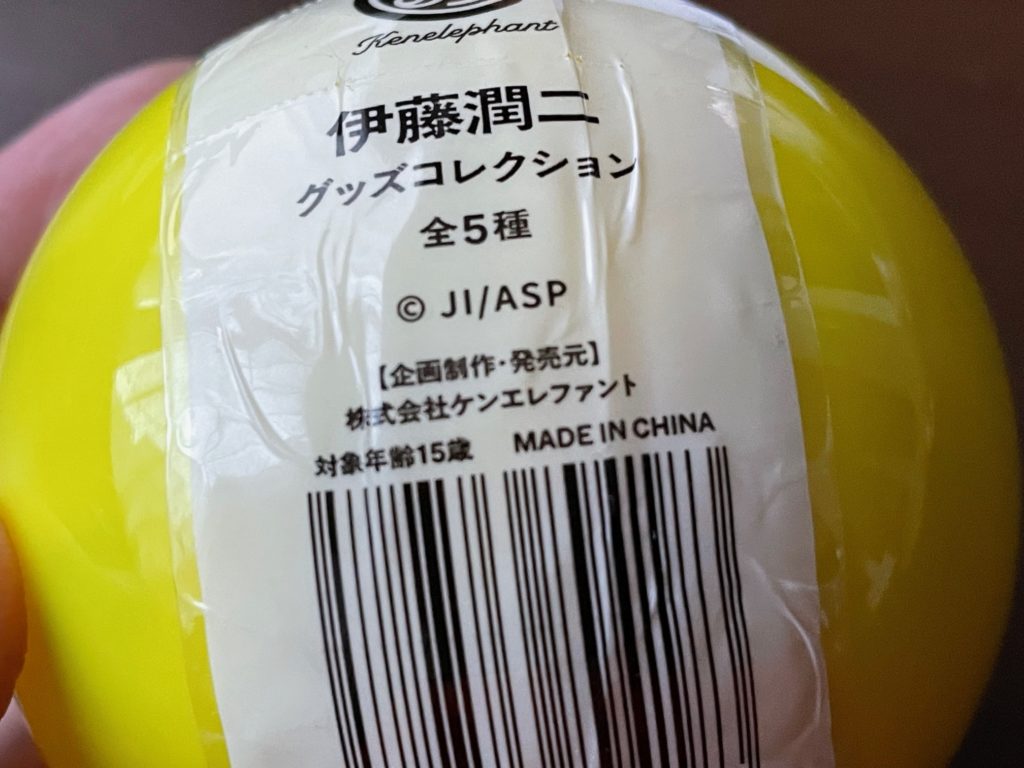 Kenelephant
伊藤潤二
グッズコレクション
全5種
© JI/ASP
【企画制作・発売元】
株式会社ケンエレファント
対象年齢15歳 MADE IN CHINA